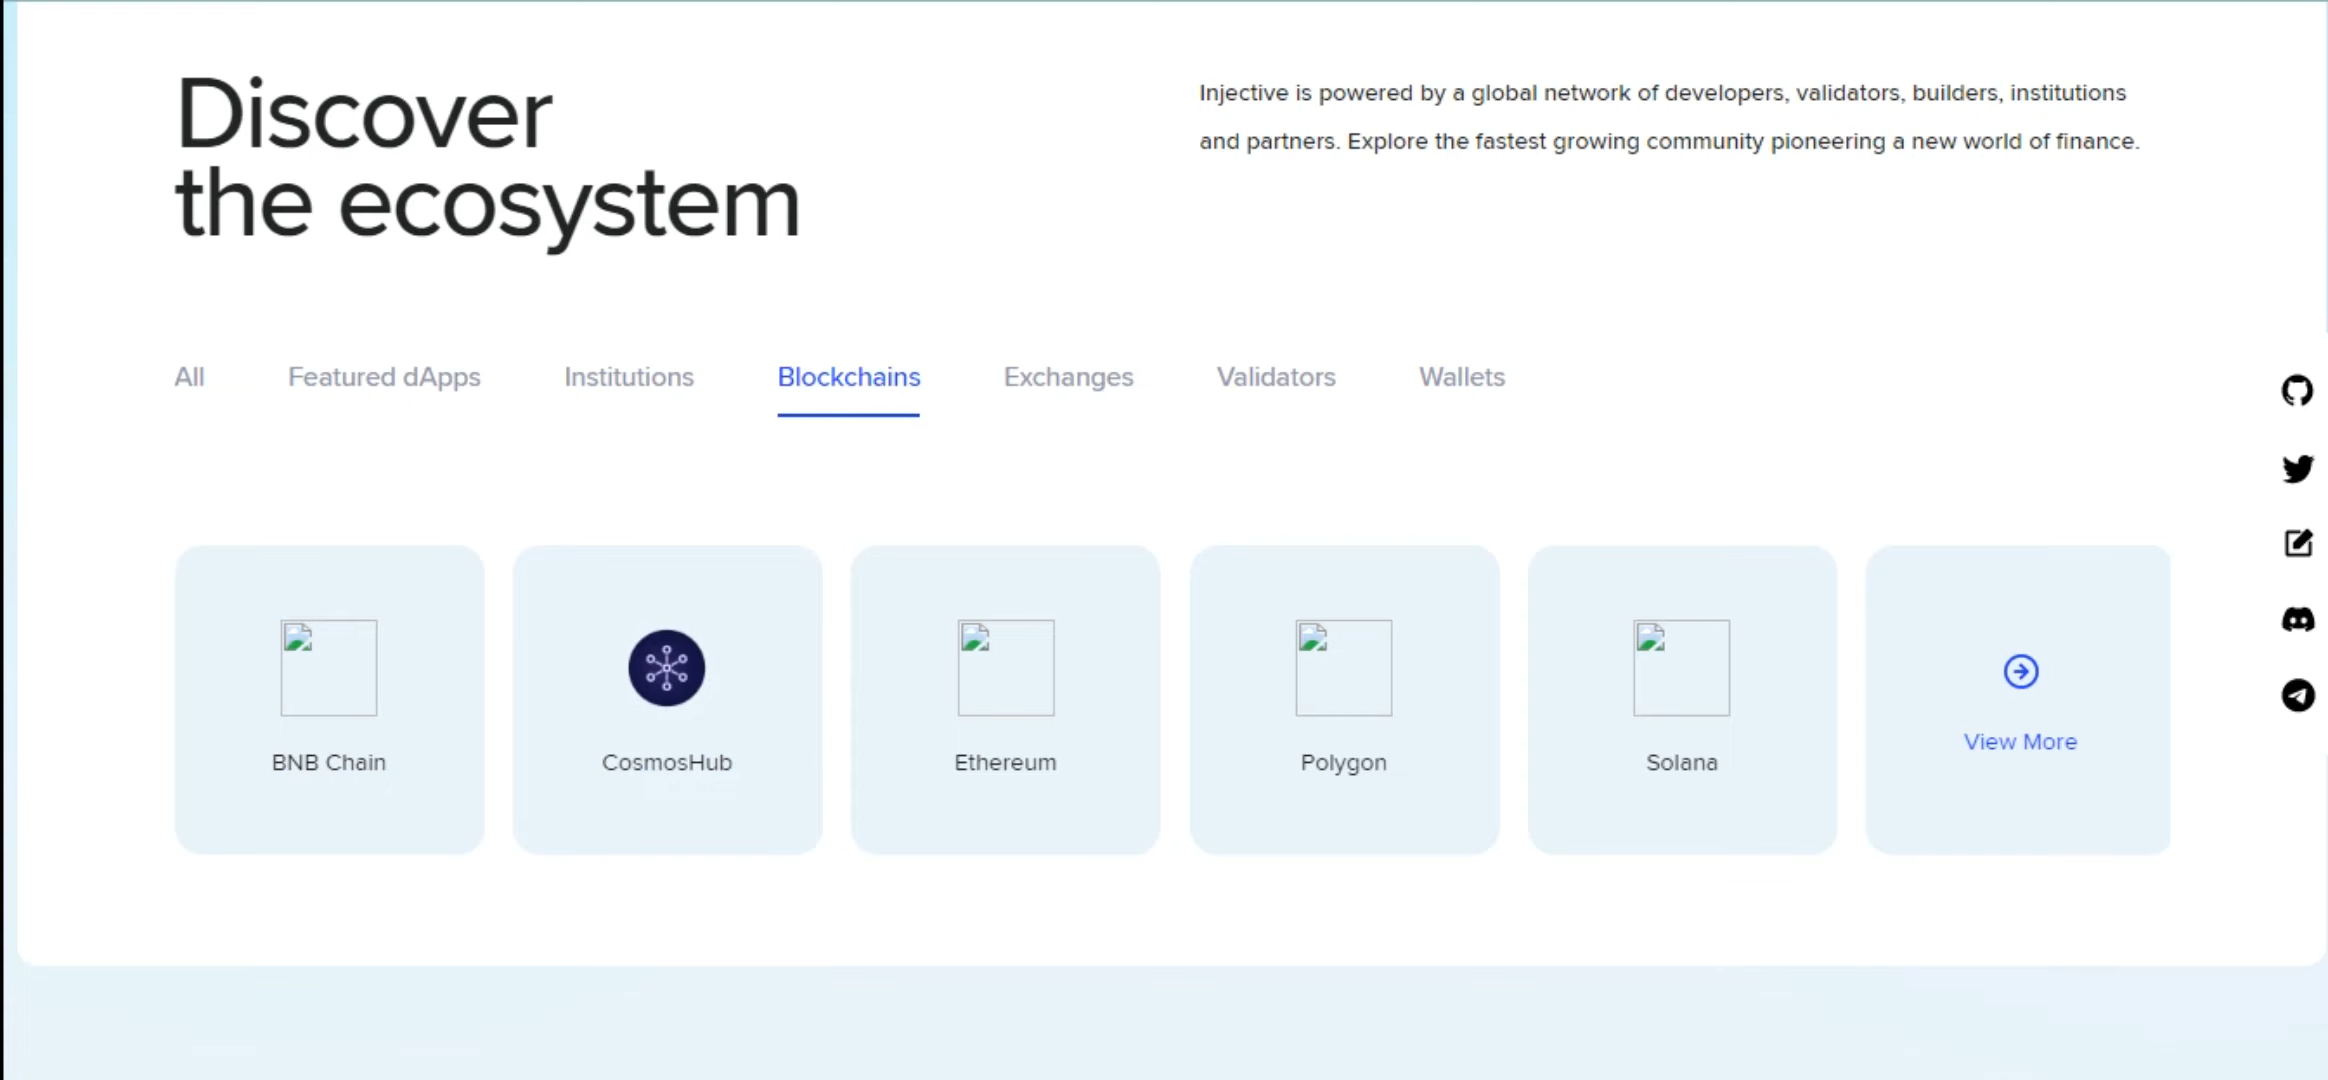 Discover
the ecosystem
Injective is powered by a global network of developers, validators, builders, institutions
and partners. Explore the fastest growing community pioneering a new world of finance.
All
Featured dApps
Institutions
Blockchains
Exchanges
Validators
Wallets
BNB Chain
CosmosHub
Ethereum
Polygon
Solana
View More